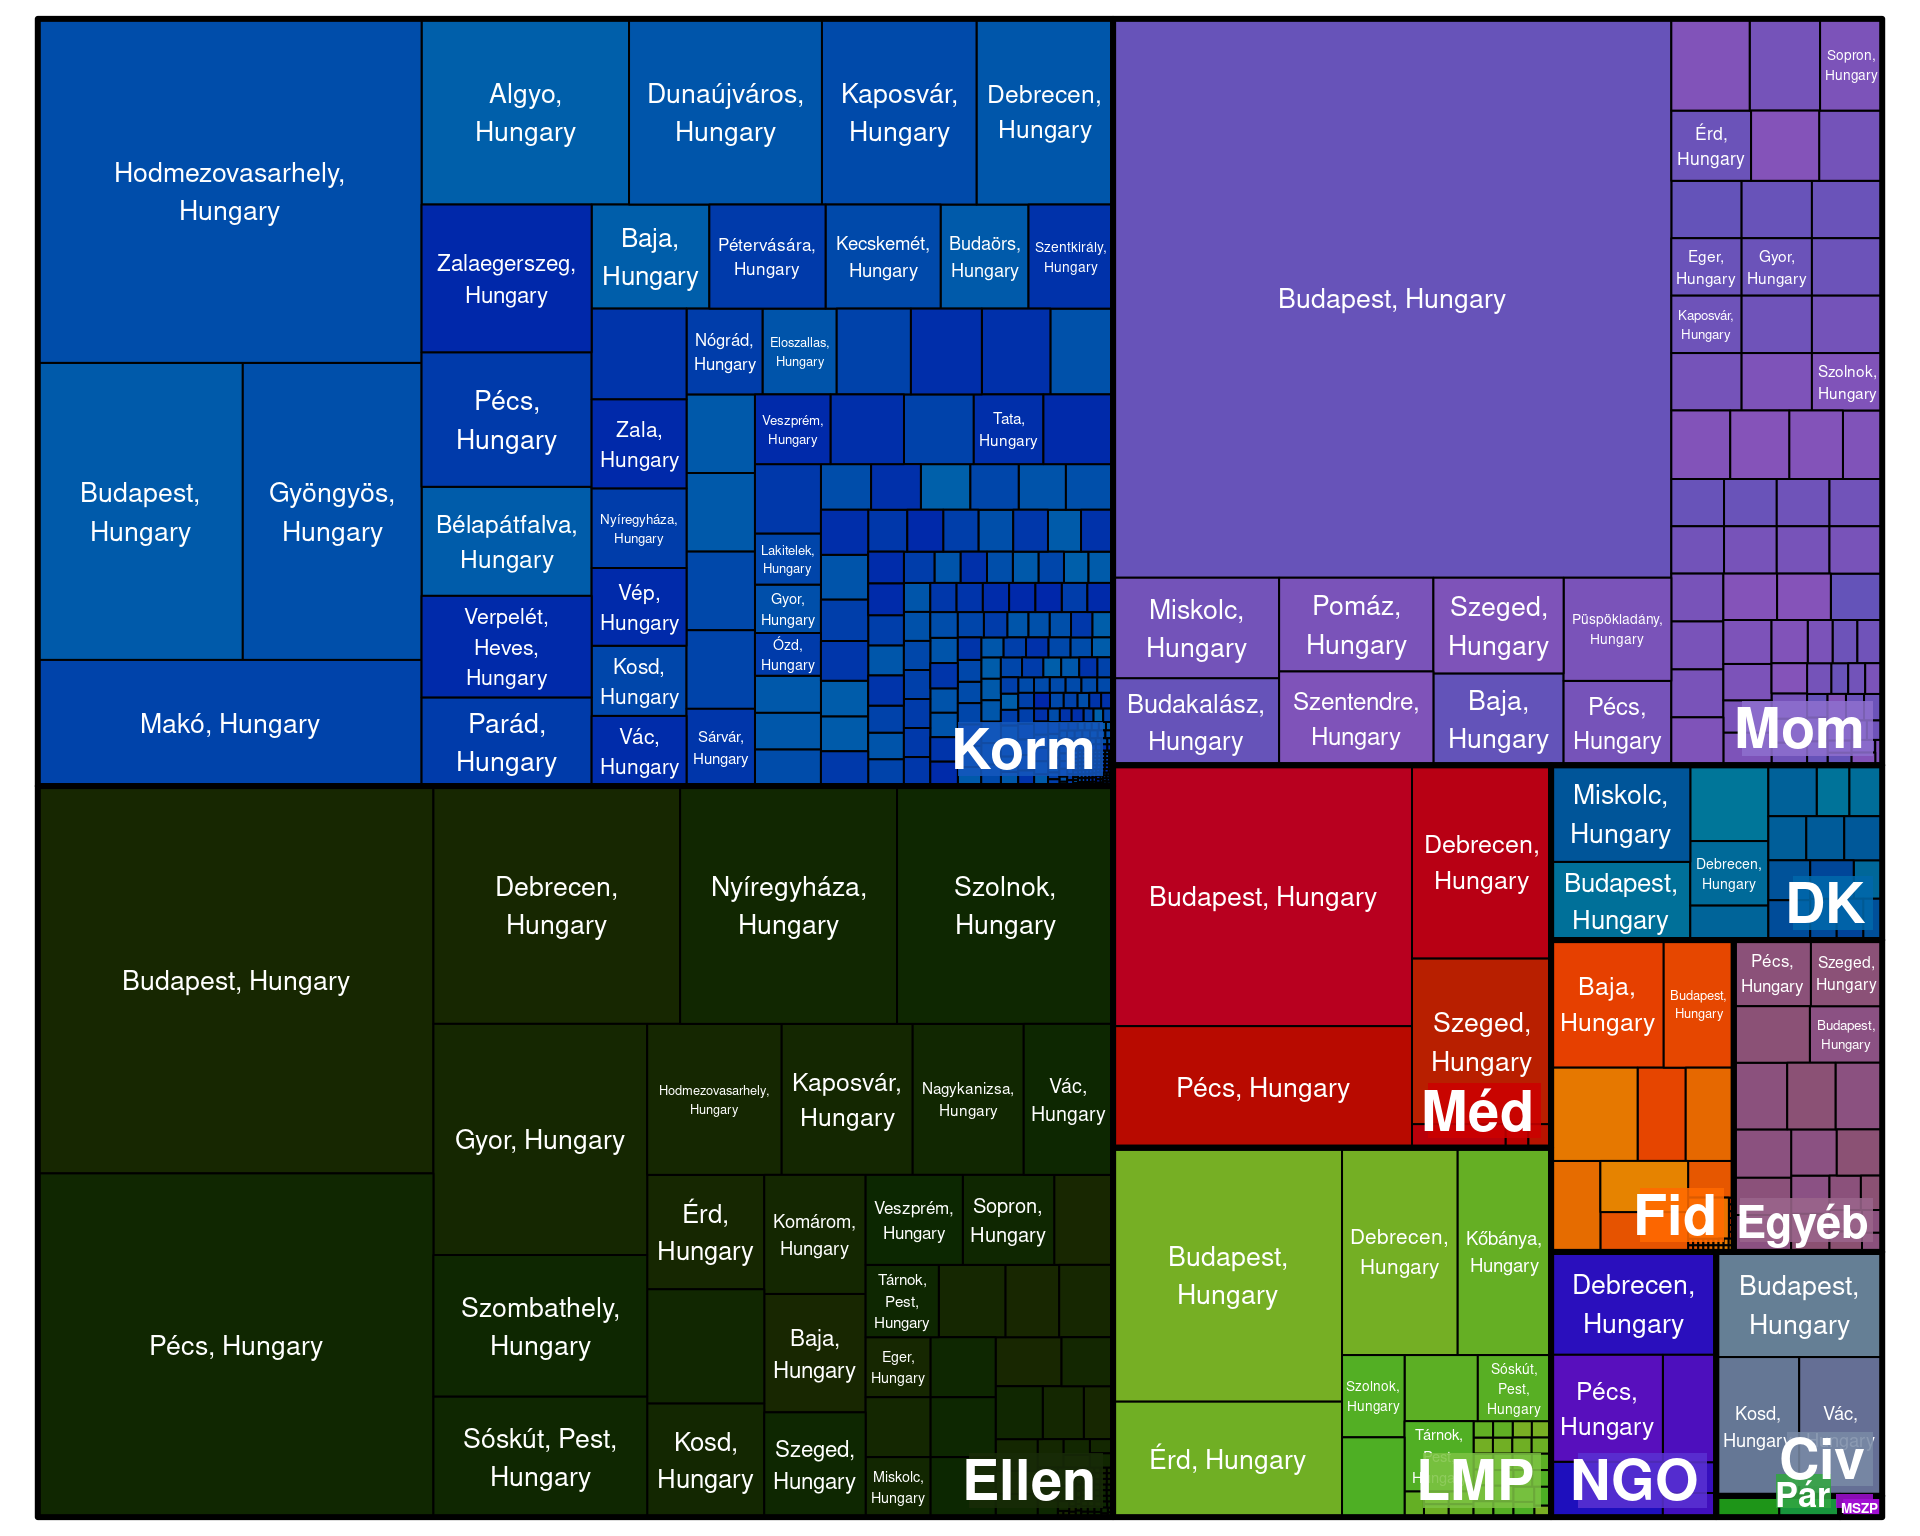 Hodmezovasarhely,
Hungary
Budapest,
Hungary
Gyöngyös,
Hungary
Makó, Hungary
Algyo,
Hungary
Dunaújváros,
Hungary
Kaposvár,
Hungary
Debrecen,
Hungary
Zalaegerszeg,
Hungary
Pécs,
Hungary
Bélapátfalva,
Hungary
Verpelét,
Heves,
Hungary
Parád,
Hungary
Baja,
Hungary
Pétervására,
Hungary
Kecskemét,
Hungary
Budaörs,
Hungary
Szentkirály,
Hungary
Zala,
Hungary
Nyíregyháza,
Hungary
Vép,
Hungary
Kosd,
Hungary
Vác,
Hungary
Nógrád,
Hungary
Eloszallas,
Hungary
Veszprém,
Hungary
Tata,
Hungary
Lakitelek,
Hungary
Gyor,
Hungary
Ózd,
Hungary
Sárvár,
Hungary
Korm
Budapest, Hungary
Miskolc,
Hungary
Budakalász,
Hungary
Pomáz,
Hungary
Szentendre,
Hungary
Szeged,
Hungary
Baja,
Hungary
Püspökladány,
Hungary
Pécs,
Hungary
Sopron,
Hungary
Érd,
Hungary
Eger,
Hungary
Gyor,
Hungary
Kaposvár,
Hungary
Szolnok,
Hungary
Mom
Budapest, Hungary
Pécs, Hungary
Debrecen,
Hungary
Nyíregyháza,
Hungary
Szolnok,
Hungary
Gyor, Hungary
Szombathely,
Hungary
Sóskút, Pest,
Hungary
Hodmezovasarhely,
Hungary
Kaposvár,
Hungary
Nagykanizsa,
Hungary
Vác,
Hungary
Érd,
Hungary
Kosd,
Hungary
Komárom,
Hungary
Baja,
Hungary
Szeged,
Hungary
Veszprém,
Hungary
Sopron,
Hungary
Tárnok,
Pest,
Hungary
Eger,
Hungary
Miskolc,
Hungary
Ellen
Budapest, Hungary
Pécs, Hungary
Debrecen,
Hungary
Szeged,
Hungary
Méd
Budapest,
Hungary
Érd, Hungary
Debrecen,
Hungary
Kőbánya,
Hungary
Szolnok,
Hungary
Sóskút,
Pest,
Hungary
Tárnok,
Pest,
Hungary
LMP
Miskolc,
Hungary
Budapest,
Hungary
Debrecen,
Hungary
DK
Baja,
Hungary
Budapest,
Hungary
Fid
Pécs,
Hungary
Szeged,
Hungary
Budapest,
Hungary
Egyéb
Debrecen,
Hungary
Pécs,
Hungary
NGO
Budapest,
Hungary
Kosd,
Hungary
Vác,
Hungary
Civ
Pár
MSZP